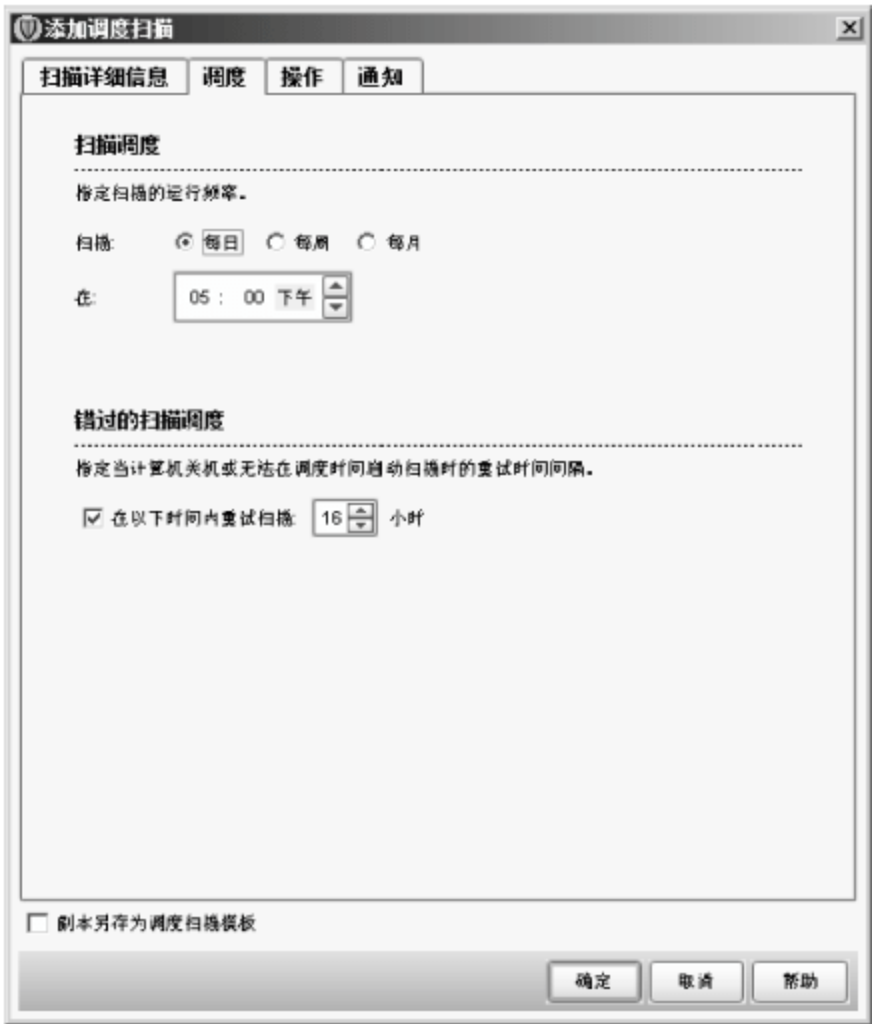 添加调度扫描
扫描详细信息 调度 操作 通知
扫描调度
指定扫描的运行频率。
扫描: 每日 每周 每月
在: 05 : 00 下午
错过的扫描调度
指定当计算机关机或无法在调度时间启动扫描时的重试时间间隔。
在以下时间内重试扫描: 16 小时
副本另存为调度扫描模板
确定 取消 帮助